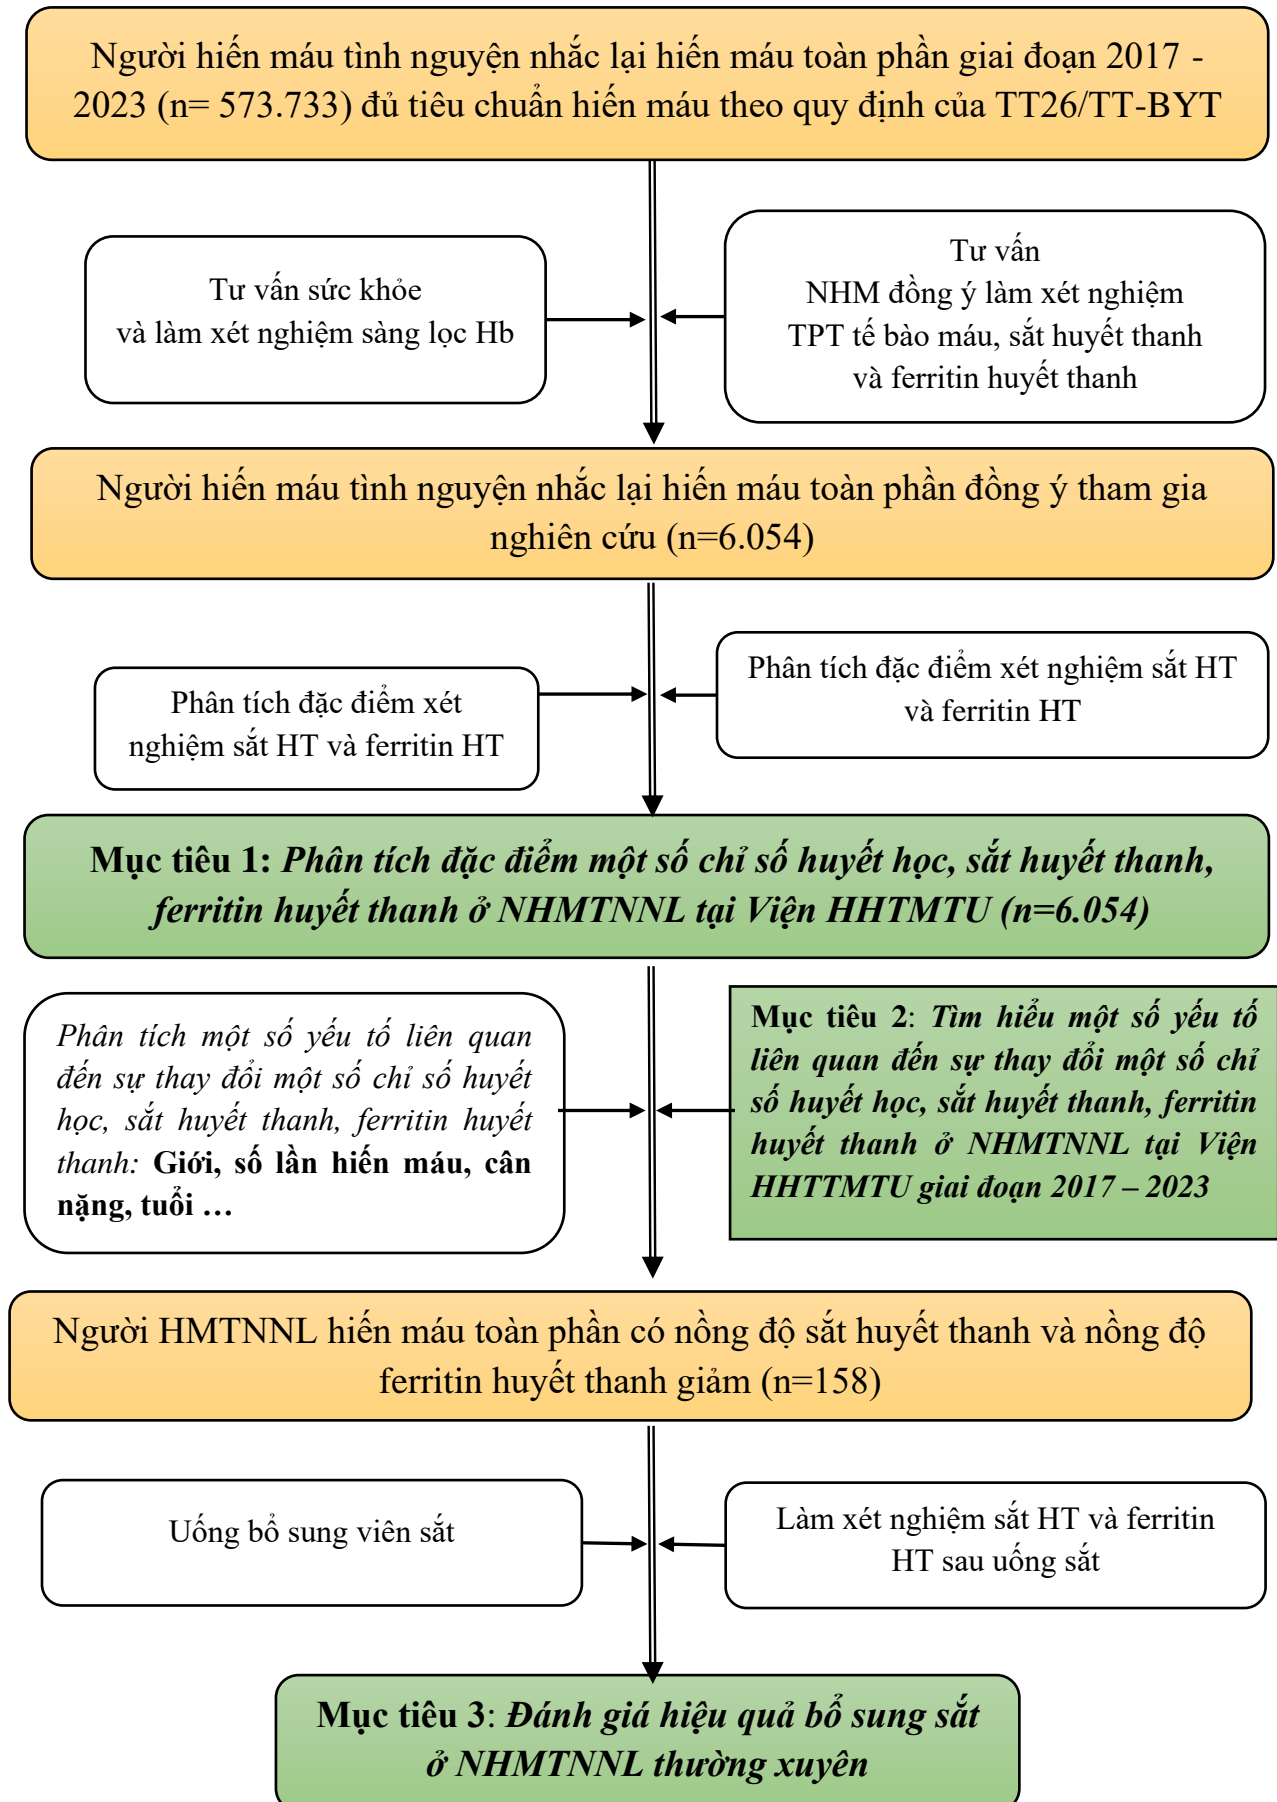 Người hiến máu tình nguyện nhắc lại hiến máu toàn phần giai đoạn 2017 -
2023 (n= 573.733) đủ tiêu chuẩn hiến máu theo quy định của TT26/TT-BYT
Tư vấn sức khỏe
và làm xét nghiệm sàng lọc Hb
Tư vấn
NHM đồng ý làm xét nghiệm
TPT tế bào máu, sắt huyết thanh
và ferritin huyết thanh
Người hiến máu tình nguyện nhắc lại hiến máu toàn phần đồng ý tham gia
nghiên cứu (n=6.054)
Phân tích đặc điểm xét
nghiệm sắt HT và ferritin HT
Phân tích đặc điểm xét nghiệm sắt HT
và ferritin HT
Mục tiêu 1: Phân tích đặc điểm một số chỉ số huyết học, sắt huyết thanh,
ferritin huyết thanh ở NHMTNNL tại Viện HHTMTU (n=6.054)
Phân tích một số yếu tố liên quan
đến sự thay đổi một số chỉ số huyết
học, sắt huyết thanh, ferritin huyết
thanh: Giới, số lần hiến máu, cân
nặng, tuổi …
Mục tiêu 2: Tìm hiểu một số yếu tố
liên quan đến sự thay đổi một số chỉ
số huyết học, sắt huyết thanh, ferritin
huyết thanh ở NHMTNNL tại Viện
HHTTMTU giai đoạn 2017 – 2023
Người HMTNNL hiến máu toàn phần có nồng độ sắt huyết thanh và nồng độ
ferritin huyết thanh giảm (n=158)
Uống bổ sung viên sắt
Làm xét nghiệm sắt HT và ferritin
HT sau uống sắt
Mục tiêu 3: Đánh giá hiệu quả bổ sung sắt
ở NHMTNNL thường xuyên